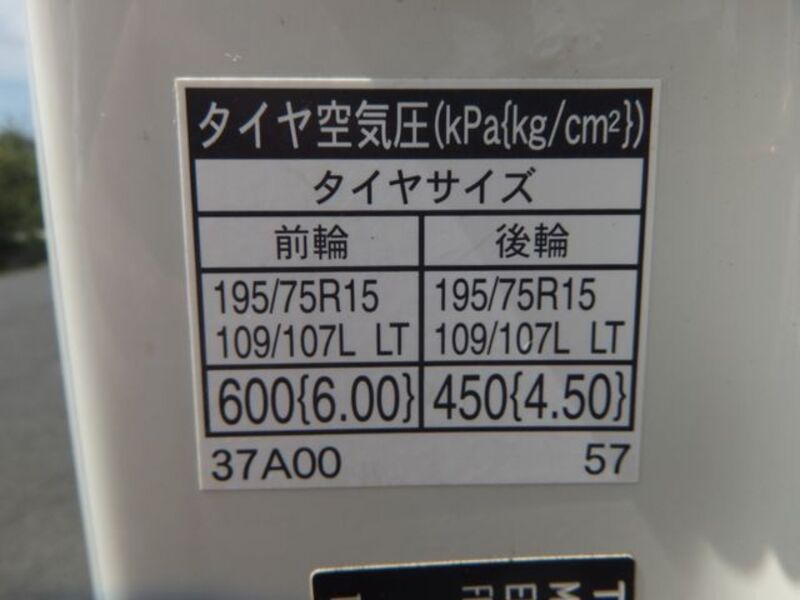 タイヤ空気圧(kPa{kg/cm²})
タイヤサイズ
前輪 後輪
195/75R15 195/75R15
109/107L LT 109/107L LT
600{6.00} 450{4.50}
37A00 57